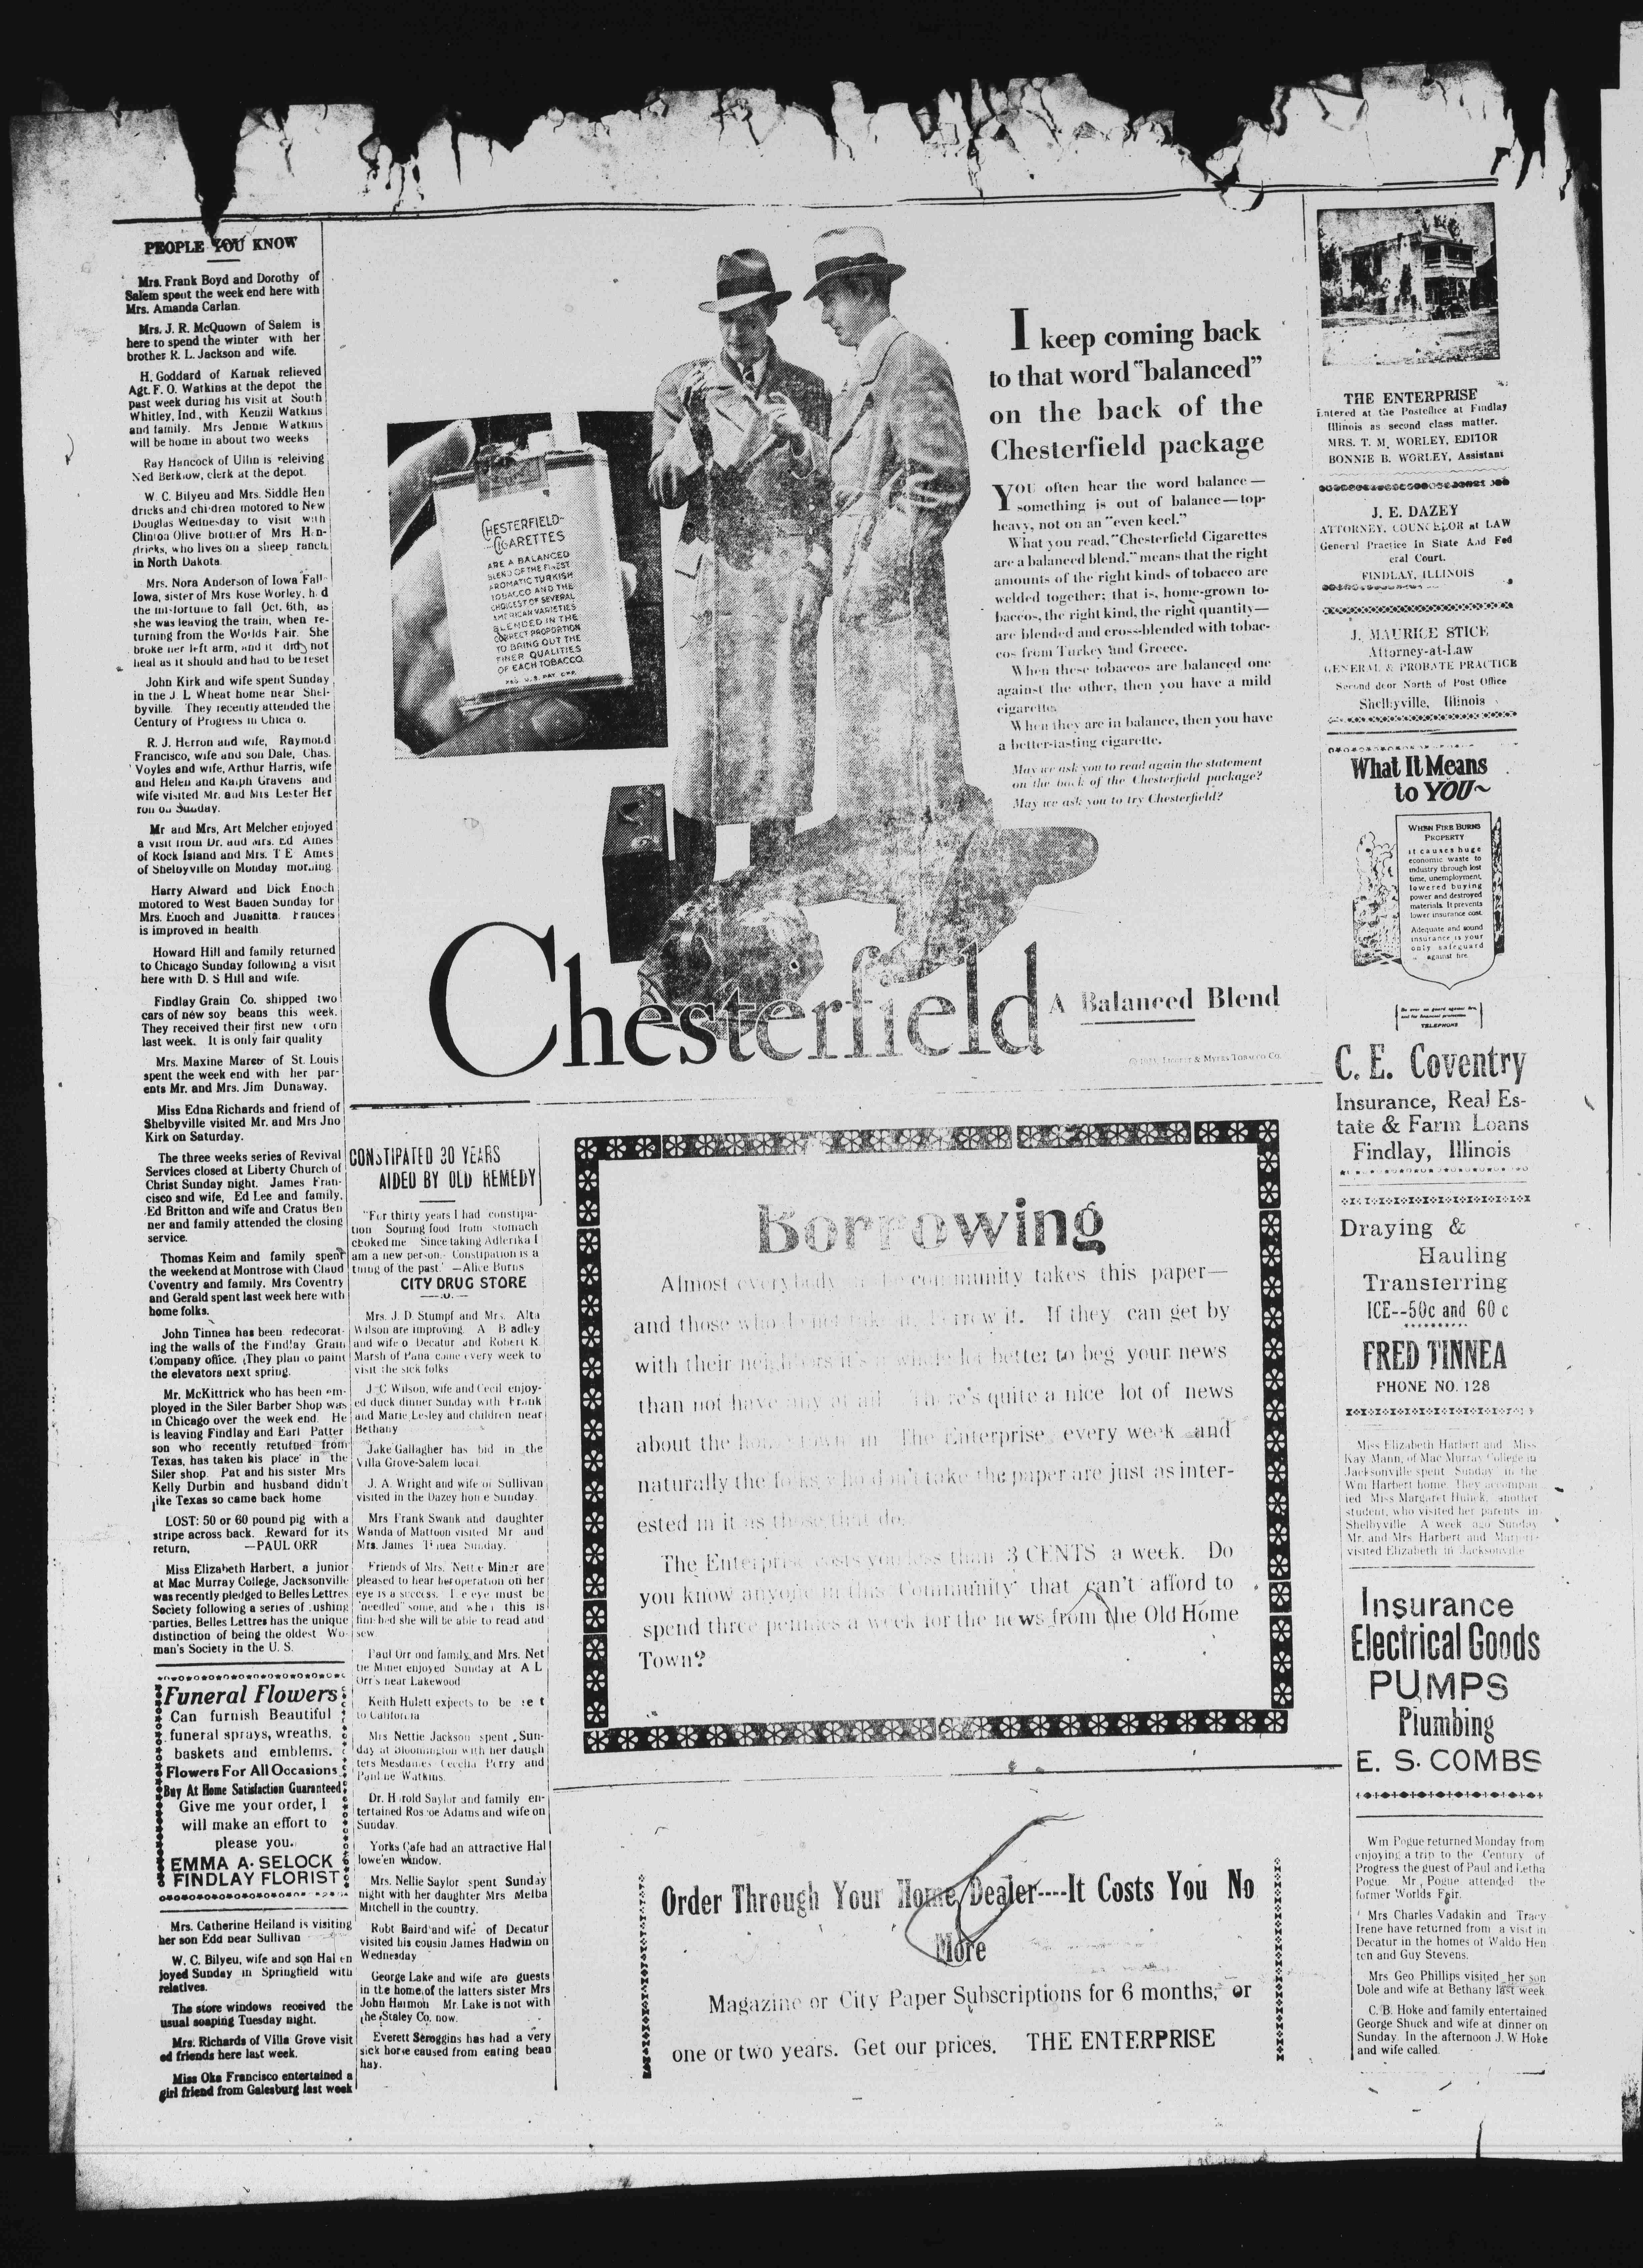 PEOPLE YOU KNOW
Mrs. Frank Boyd and Dorothy of
Salem spent the week end here with
Mrs. Amanda Carlan.
Mrs. J. R. McQuown of Salem is
here to spend the winter with her
brother R. L. Jackson and wife.
H. Goddard of Karnak relieved
Agt. F. O. Watkins at the depot the
past week during his visit at South
Whitley, Ind., with Kenzil Watkins
and family. Mrs Jennie Watkins
will be home in about two weeks
Ray Hancock of Ullin is releiving
Ned Berkiow, clerk at the depot.
W. C. Bilyeu and Mrs. Siddle Hen
dricks and children motored to New
Douglas Wednesday to visit with
Clinton Olive brother of Mrs Hen-
dricks, who lives on a sheep ranch
in North Dakota.
Mrs. Nora Anderson of Iowa Fall
Iowa, sister of Mrs Rose Worley, had
the misfortune to fall Oct. 6th, as
she was leaving the train, when re-
turning from the Worlds Fair. She
broke her left arm, and it did not
heal as it should and had to be reset
John Kirk and wife spent Sunday
in the J. L Wheat home near Shel-
byville. They recently attended the
Century of Progress in Chica o.
R. J. Herron and wife, Raymond
Francisco, wife and son Dale, Chas.
Voyles and wife, Arthur Harris, wife
and Helen and Ralph Gravens and
wife visited Mr. and Mrs Lester Her
ron on Sunday.
Mr and Mrs, Art Melcher enjoyed
a visit from Dr. and Mrs. Ed Ames
of Rock Island and Mrs. T E Ames
of Shelbyville on Monday morning
Harry Alward and Dick Enoch
motored to West Baden Sunday for
Mrs. Enoch and Juanitta. Frances
is improved in health
Howard Hill and family returned
to Chicago Sunday following a visit
here with D. S Hill and wife.
Findlay Grain Co. shipped two
cars of new soy beans this week.
They received their first new corn
last week. It is only fair quality
Mrs. Maxine Marco of St. Louis
spent the week end with her par-
ents Mr. and Mrs. Jim Dunaway.
Miss Edna Richards and friend of
Shelbyville visited Mr. and Mrs Jno
Kirk on Saturday.
The three weeks series of Revival
Services closed at Liberty Church of
Christ Sunday night. James Fran-
cisco snd wife, Ed Lee and family,
Ed Britton and wife and Cratus Ben
ner and family attended the closing
service.
Thomas Keim and family spent
the weekend at Montrose with Claud
Coventry and family. Mrs Coventry
and Gerald spent last week here with
home folks.
John Tinnea has been redecorat-
ing the walls of the Findlay Grain
Company office. They plan to paint
the elevators next spring.
Mr. McKittrick who has been em-
ployed in the Siler Barber Shop was
in Chicago over the week end. He
is leaving Findlay and Earl Patter
son who recently returned from
Texas, has taken his place in the
Siler shop. Pat and his sister Mrs
Kelly Durbin and husband didn't
like Texas so came back home
LOST: 50 or 60 pound pig with a
stripe across back. Reward for its
return, —PAUL ORR
Miss Elizabeth Harbert, a junior
at Mac Murray College, Jacksonville
was recently pledged to Belles Lettres
Society following a series of rushing
parties. Belles Lettres has the unique
distinction of being the oldest Wo-
man's Society in the U. S.
Funeral Flowers
Can furnish Beautiful
funeral sprays, wreaths,
baskets and emblems.
Flowers For All Occasions
Buy At Home Satisfaction Guaranteed
Give me your order, I
will make an effort to
please you.
EMMA A. SELOCK
FINDLAY FLORIST
Mrs. Catherine Heiland is visiting
her son Edd near Sullivan
W. C. Bilyeu, wife and son Hal en
joyed Sunday in Springfield with
relatives.
The store windows received the
usual soaping Tuesday night.
Mrs. Richards of Villa Grove visit
ed friends here last week.
Miss Oka Francisco entertained a
girl friend from Galesburg last week
CONSTIPATED 30 YEARS
AIDED BY OLD REMEDY
"For thirty years I had constipa-
tion Souring food from stomach
choked me Since taking Adlerika I
am a new person. Constipation is a
thing of the past.' —Alice Burns
CITY DRUG STORE
Mrs. J. D. Stumpf and Mrs. Alta
Wilson are improving. A B adley
and wife o Decatur and Robert R
Marsh of Pana came every week to
visit the sick folks
J. C Wilson, wife and Cecil enjoy-
ed duck dinner Sunday with Frank
and Marie Lesley and children near
Bethany
Jake Gallagher has bid in the
Villa Grove-Salem local
J. A. Wright and wife of Sullivan
visited in the Dazey home Sunday.
Mrs Frank Swank and daughter
Wanda of Mattoon visited Mr and
Mrs. James Tinnea Sunday.
Friends of Mrs. Nettie Miner are
pleased to hear her operation on her
eye is a success. The eye must be
"needled" some, and when this is
finished she will be able to read and
sew.
Paul Orr and family and Mrs. Net
tie Miner enjoyed Sunday at A L
Orr's near Lakewood
Keith Hulett expects to be se t
to California
Mrs Nettie Jackson spent Sun-
day at Bloomington with her daugh
ters Mesdames Cecelia Perry and
Pauline Watkins.
Dr. Harold Saylor and family en-
tertained Roscoe Adams and wife on
Sunday.
Yorks Cafe had an attractive Hal
lowe'en window.
Mrs. Nellie Saylor spent Sunday
night with her daughter Mrs Melba
Mitchell in the country.
Robt Baird and wife of Decatur
visited his cousin James Hadwin on
Wednesday
George Lake and wife are guests
in the home of the latters sister Mrs
John Harmon Mr. Lake is not with
the Staley Co. now.
Everett Scroggins has had a very
sick horse caused from eating bean
hay.
CHESTERFIELD
CIGARETTES
ARE A BALANCED
BLEND OF THE FINEST
AROMATIC TURKISH
TOBACCO AND THE
CHOICEST OF SEVERAL
AMERICAN VARIETIES
BLENDED IN THE
CORRECT PROPORTION
TO BRING OUT THE
FINER QUALITIES
OF EACH TOBACCO.
REG. U.S. PAT. OFF.
I keep coming back
to that word "balanced"
on the back of the
Chesterfield package
YOU often hear the word balance—
something is out of balance—top-
heavy, not on an "even keel."
What you read, "Chesterfield Cigarettes
are a balanced blend," means that the right
amounts of the right kinds of tobacco are
welded together; that is, home-grown to-
baccos, the right kind, the right quantity—
are blended and cross-blended with tobac-
cos from Turkey and Greece.
When these tobaccos are balanced one
against the other, then you have a mild
cigarette.
When they are in balance, then you have
a better-tasting cigarette.
May we ask you to read again the statement
on the back of the Chesterfield package?
May we ask you to try Chesterfield?
Chesterfield
A Balanced Blend
LIGGETT & MYERS TOBACCO CO.
Borrowing
Almost everybody in the community takes this paper—
and those who do not take it, borrow it. If they can get by
with their neighbors it's a whole lot better to beg your news
than not have any at all. There's quite a nice lot of news
about the home town in The Enterprise every week and
naturally the folks who don't take the paper are just as inter-
ested in it as those that do.
The Enterprise costs you less than 3 CENTS a week. Do
you know anyone in this Community that can't afford to
spend three pennies a week for the news from the Old Home
Town?
Order Through Your Home Dealer----It Costs You No
More
Magazine or City Paper Subscriptions for 6 months, or
one or two years. Get our prices. THE ENTERPRISE
THE ENTERPRISE
Entered at the Postoffice at Findlay
Illinois as second class matter.
MRS. T. M. WORLEY, EDITOR
BONNIE B. WORLEY, Assistant
J. E. DAZEY
ATTORNEY, COUNCELOR at LAW
General Practice In State And Fed
eral Court.
FINDLAY, ILLINOIS
J. MAURICE STICE
Attorney-at-Law
GENERAL & PROBATE PRACTICE
Second door North of Post Office
Shelbyville, Illinois
What It Means
to YOU~
WHEN FIRE BURNS
PROPERTY
it causes huge
economic waste to
industry through lost
time, unemployment,
lowered buying
power and destroyed
materials. It prevents
lower insurance cost.
Adequate and sound
insurance is your
only safeguard
against fire
TELEPHONE
C. E. Coventry
Insurance, Real Es-
tate & Farm Loans
Findlay, Illinois
Draying &
Hauling
Transferring
ICE--50c and 60 c
FRED TINNEA
PHONE NO. 128
Miss Elizabeth Harbert and Miss
Kay Mann, of Mac Murray College in
Jacksonville spent Sunday in the
Wm Harbert home. They accompan
ied Miss Margaret Hulick, another
student, who visited her parents in
Shelbyville A week ago Sunday
Mr. and Mrs Harbert and
visited Elizabeth in Jacksonville
Insurance
Electrical Goods
PUMPS
Plumbing
E. S. COMBS
Wm Pogue returned Monday from
enjoying a trip to the Century of
Progress the guest of Paul and Letha
Pogue. Mr. Pogue attended the
former Worlds Fair.
Mrs Charles Vadakin and Tracy
Irene have returned from a visit in
Decatur in the homes of Waldo Hen
ton and Guy Stevens.
Mrs Geo Phillips visited her son
Dole and wife at Bethany last week
C. B. Hoke and family entertained
George Shuck and wife at dinner on
Sunday. In the afternoon J. W Hoke
and wife called.